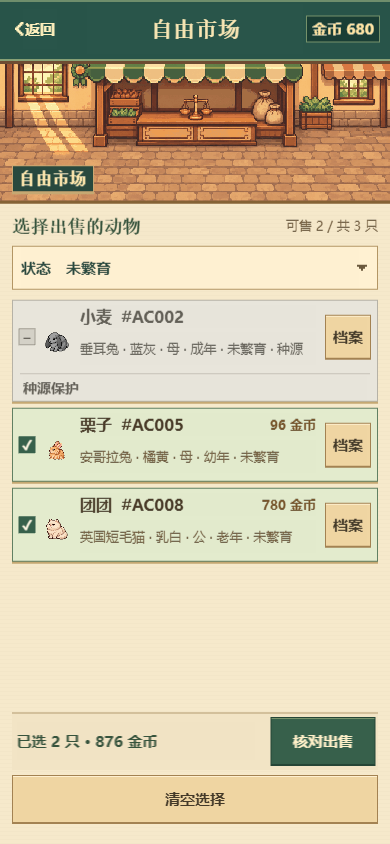 返回
自由市场
金币 680
自由市场
选择出售的动物
可售 2 / 共 3 只
状态 未繁育
小麦 #AC002
垂耳兔 · 蓝灰 · 母 · 成年 · 未繁育 · 种源
档案
种源保护
栗子 #AC005
96 金币
安哥拉兔 · 橘黄 · 母 · 幼年 · 未繁育
档案
团团 #AC008
780 金币
英国短毛猫 · 乳白 · 公 · 老年 · 未繁育
档案
已选 2 只 · 876 金币
核对出售
清空选择